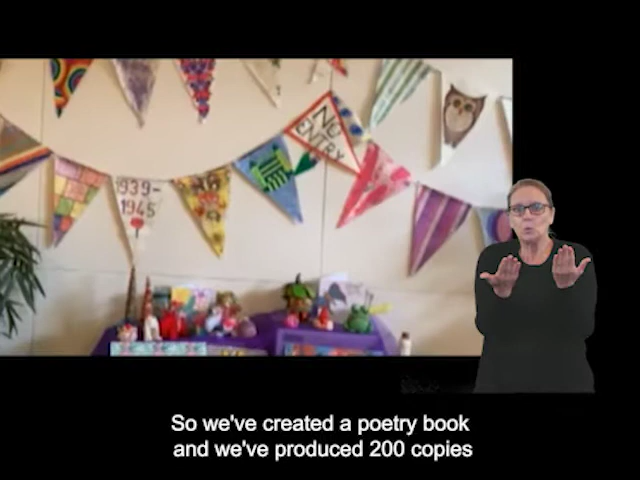 NO
ENTRY
1939-
1945
So we've created a poetry book
and we've produced 200 copies